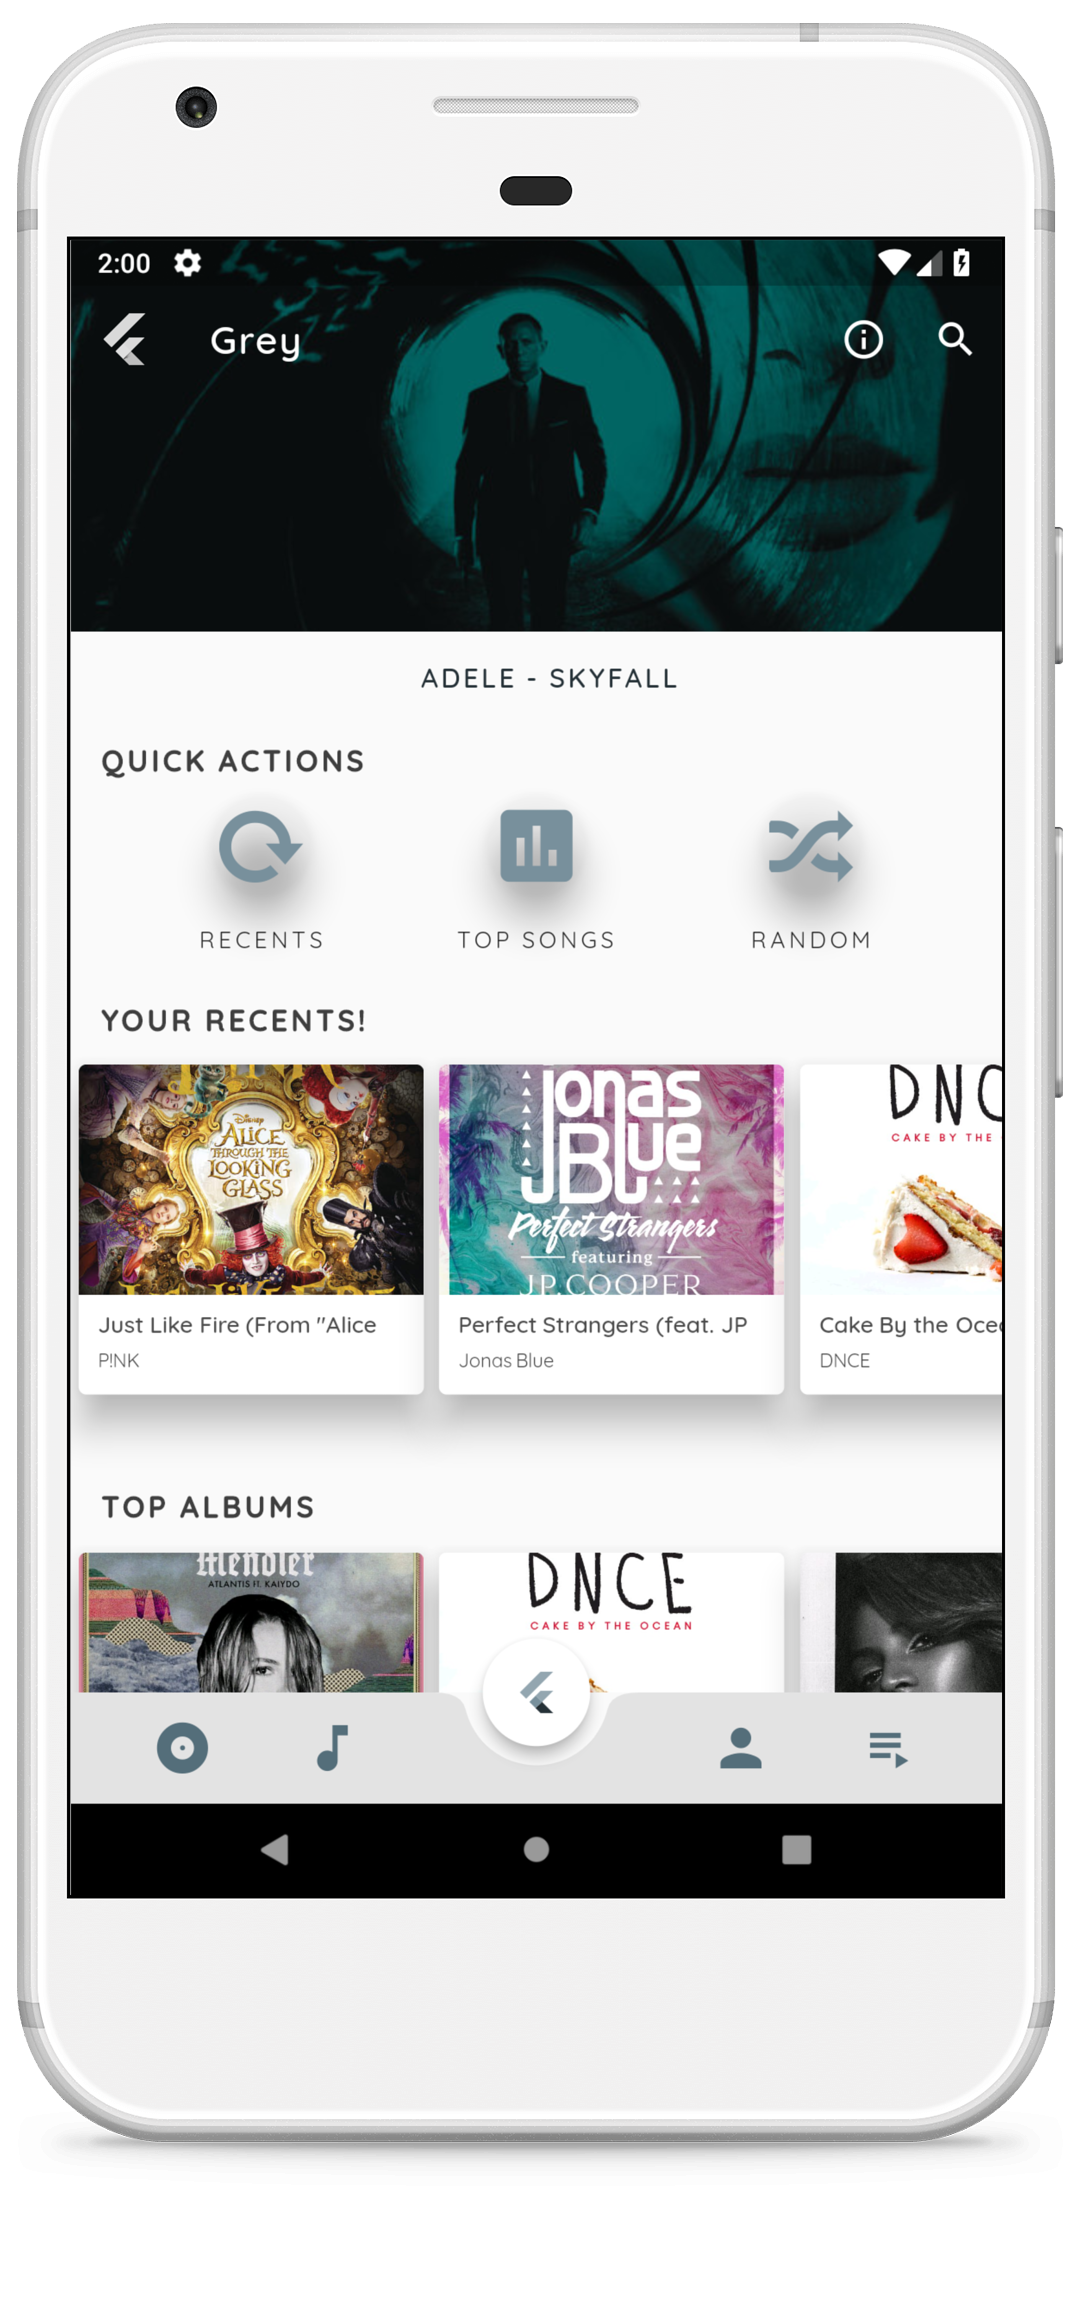 2:00
Grey
ADELE - SKYFALL
QUICK ACTIONS
RECENTS
TOP SONGS
RANDOM
YOUR RECENTS!
Disney
ALICE
THROUGH THE
LOOKING
GLASS
Jonas
Blue
Perfect Strangers
featuring
J.P. COOPER
DNC
CAKE BY THE
Just Like Fire (From "Alice
P!NK
Perfect Strangers (feat. JP
Jonas Blue
Cake By the Ocea
DNCE
TOP ALBUMS
Mendler
ATLANTIS FT. KAIYDO
DNCE
CAKE BY THE OCEAN